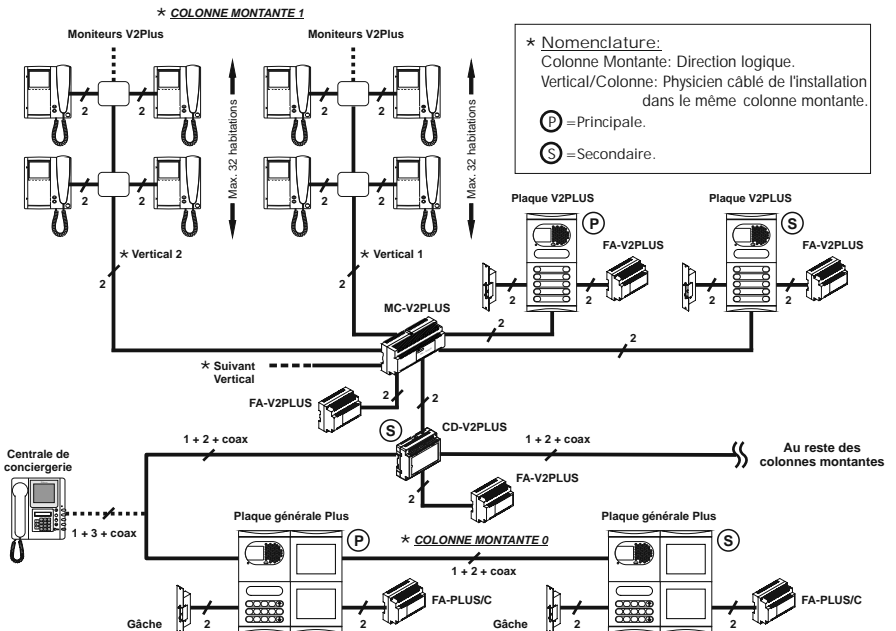 * COLONNE MONTANTE 1
Moniteurs V2Plus
Moniteurs V2Plus
2
2
2
2
Max. 32 habitations
Max. 32 habitations
2
2
2
2
* Nomenclature:
Colonne Montante: Direction logique.
Vertical/Colonne: Physicien câblé de l'installation
dans le même colonne montante.
P =Principale.
S =Secondaire.
Plaque V2PLUS
Plaque V2PLUS
P
S
FA-V2PLUS
FA-V2PLUS
* Vertical 2
* Vertical 1
2
2
2
2
2
2
MC-V2PLUS
2
2
* Suivant
Vertical
2
2
FA-V2PLUS
S
CD-V2PLUS
1 + 2 + coax
1 + 2 + coax
Centrale de
conciergerie
Au reste des
colonnes montantes
FA-V2PLUS
2
1 + 3 + coax
Plaque générale Plus
Plaque générale Plus
P
* COLONNE MONTANTE 0
S
1 + 2 + coax
FA-PLUS/C
FA-PLUS/C
Gâche
2
2
Gâche
2
2